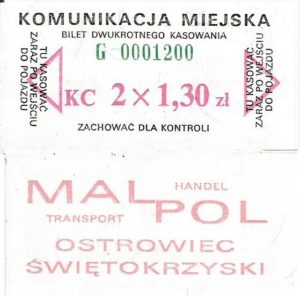 KOMUNIKACJA MIEJSKA
BILET DWUKROTNEGO KASOWANIA
G 0001200
TU KASOWAĆ
ZARAZ PO WEJŚCIU
DO POJAZDU
KC 2 × 1,30 zł
TU KASOWAĆ
ZARAZ PO WEJŚCIU
DO POJAZDU
ZACHOWAĆ DLA KONTROLI
MAL HANDEL
TRANSPORT POL
OSTROWIEC
ŚWIĘTOKRZYSKI